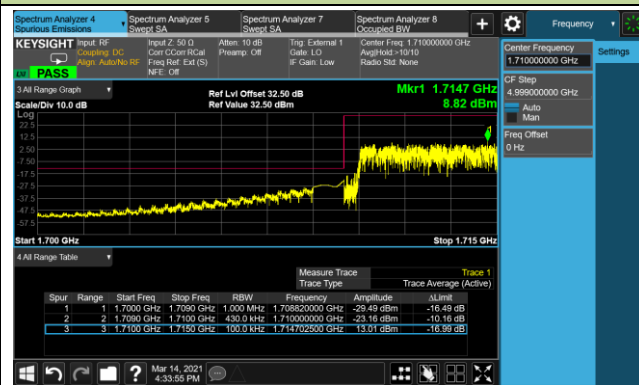 Spectrum Analyzer 4
Spurious Emissions
Spectrum Analyzer 5
Swept SA
Spectrum Analyzer 7
Swept SA
Spectrum Analyzer 8
Occupied BW
+
Frequency
KEYSIGHT
Input: RF
Coupling: DC
Align: Auto/No RF
Input Z: 50 Ω
Corr CCorr RCal
Freq Ref: Ext (S)
NFE: Off
Atten: 10 dB
Preamp: Off
Trig: External 1
Gate: LO
IF Gain: Low
Center Freq: 1.710000000 GHz
Avg|Hold:>10/10
Radio Std: None
PASS
Center Frequency
1.710000000 GHz
Settings
CF Step
4.999000000 GHz
Auto
Man
Freq Offset
0 Hz
3 All Range Graph
Scale/Div 10.0 dB
Ref Lvl Offset 32.50 dB
Ref Value 32.50 dBm
Mkr1 1.7147 GHz
8.82 dBm
Log
22.5
12.5
2.50
-7.50
-17.5
-27.5
-37.5
-47.5
-57.5
Start 1.700 GHz
Stop 1.715 GHz
4 All Range Table
Measure Trace Trace 1
Trace Type Trace Average (Active)
Spur Range Start Freq Stop Freq RBW Frequency Amplitude ΔLimit
1 1 1.7000 GHz 1.7090 GHz 1.000 MHz 1.708820000 GHz -29.49 dBm -16.49 dB
2 2 1.7090 GHz 1.7100 GHz 430.0 kHz 1.710000000 GHz -23.16 dBm -10.16 dB
3 3 1.7100 GHz 1.7150 GHz 100.0 kHz 1.714702500 GHz 13.01 dBm -16.99 dB
?
Mar 14, 2021
4:33:55 PM